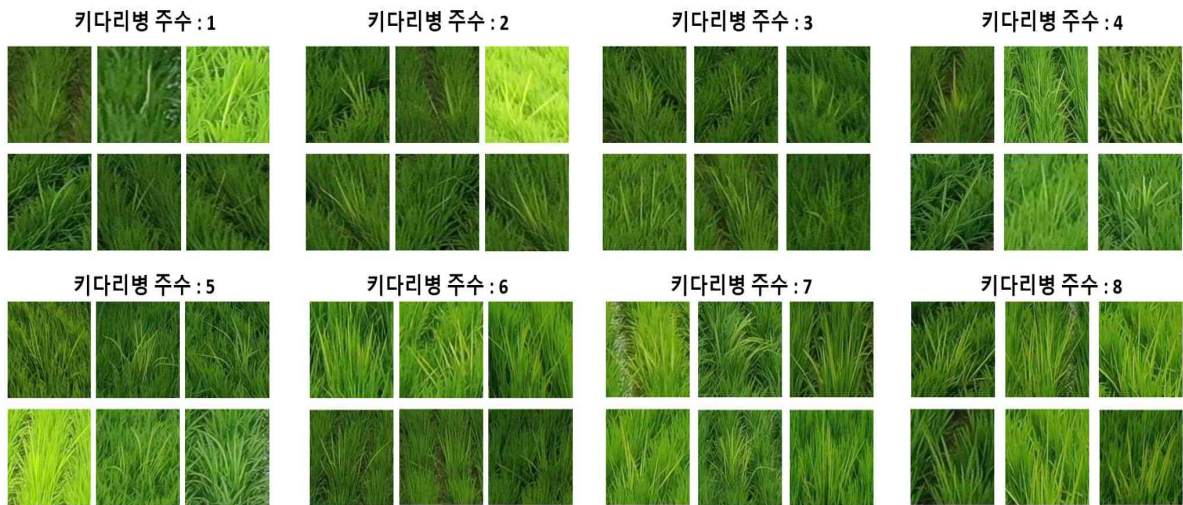 키다리병 주수 : 1
키다리병 주수 : 2
키다리병 주수 : 3
키다리병 주수 : 4
키다리병 주수 : 5
키다리병 주수 : 6
키다리병 주수 : 7
키다리병 주수 : 8